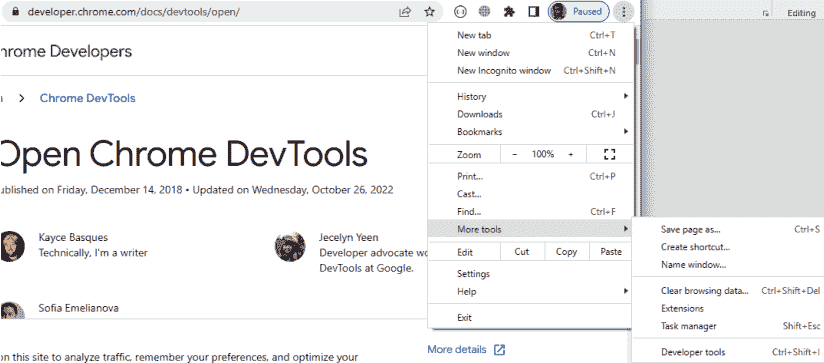 developer.chrome.com/docs/devtools/open/
Paused
Editing
hrome Developers
Chrome DevTools
Open Chrome DevTools
ublished on Friday, December 14, 2018 • Updated on Wednesday, October 26, 2022
Kayce Basques
Technically, I'm a writer
Jecelyn Yeen
Developer advocate wo
DevTools at Google.
Sofia Emelianova
on this site to analyze traffic, remember your preferences, and optimize your
More details
New tab Ctrl+T
New window Ctrl+N
New Incognito window Ctrl+Shift+N
History
Downloads Ctrl+J
Bookmarks
Zoom - 100% +
Print... Ctrl+P
Cast...
Find... Ctrl+F
More tools
Edit Cut Copy Paste
Settings
Help
Exit
Save page as... Ctrl+S
Create shortcut...
Name window...
Clear browsing data... Ctrl+Shift+Del
Extensions
Task manager Shift+Esc
Developer tools Ctrl+Shift+I